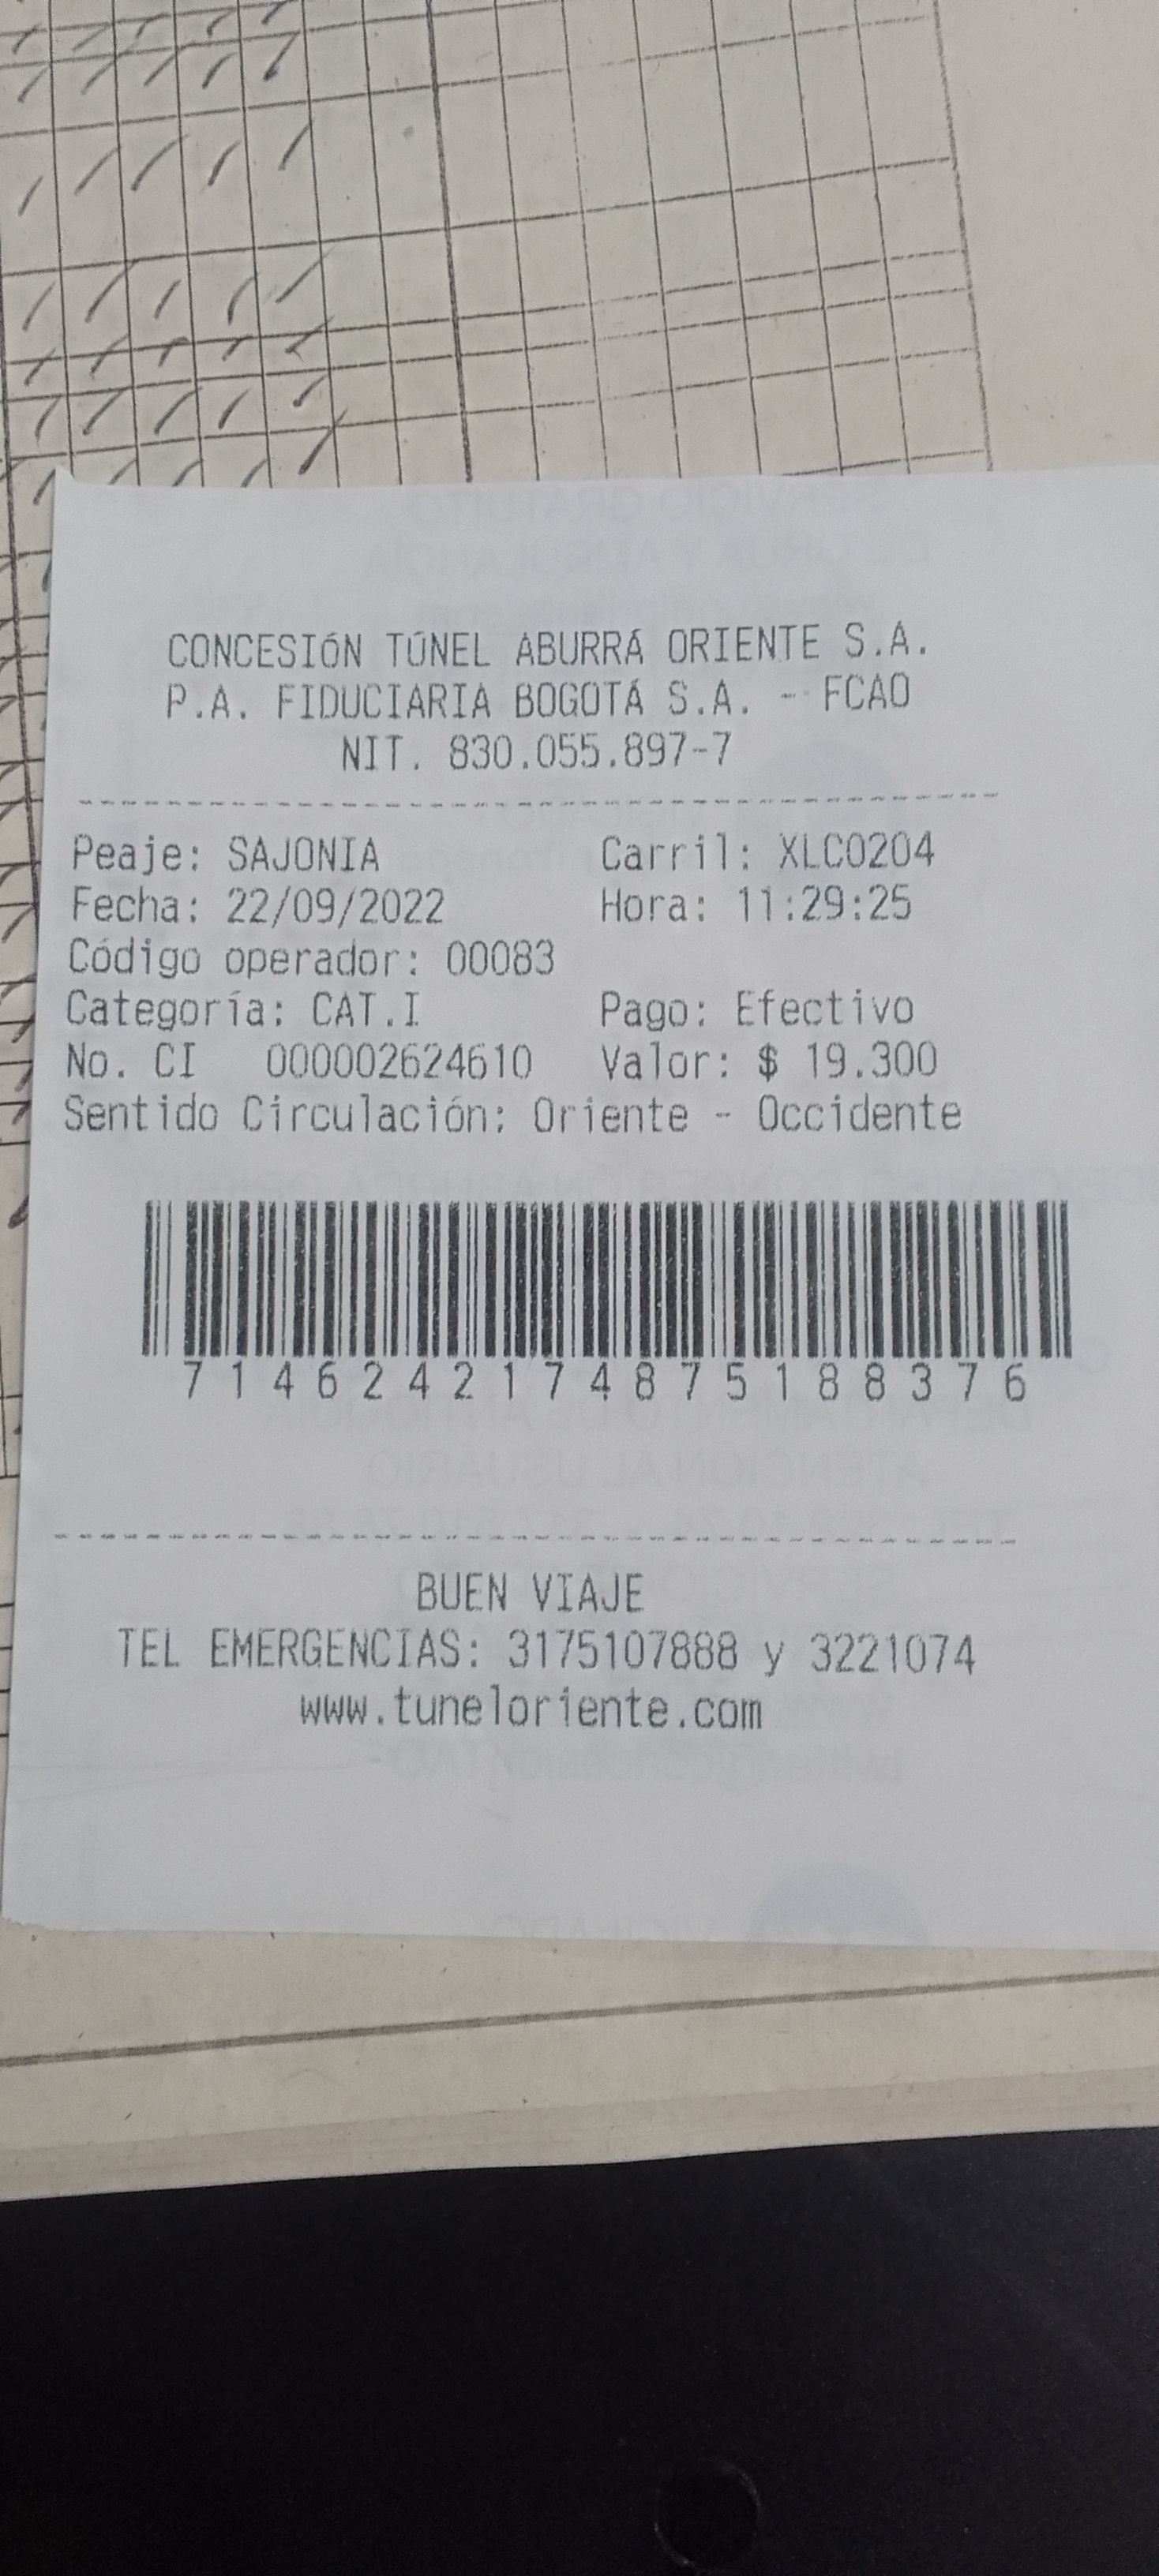 CONCESIÓN TÚNEL ABURRÁ ORIENTE S.A.
P.A. FIDUCIARIA BOGOTÁ S.A. - FCAO
NIT. 830.055.897-7
Peaje: SAJONIA Carril: XLC0204
Fecha: 22/09/2022 Hora: 11:29:25
Código operador: 00083
Categoría: CAT.I Pago: Efectivo
No. CI 000002624610 Valor: $ 19.300
Sentido Circulación: Oriente - Occidente
7146242174875188376
BUEN VIAJE
TEL EMERGENCIAS: 3175107888 y 3221074
www.tuneloriente.com